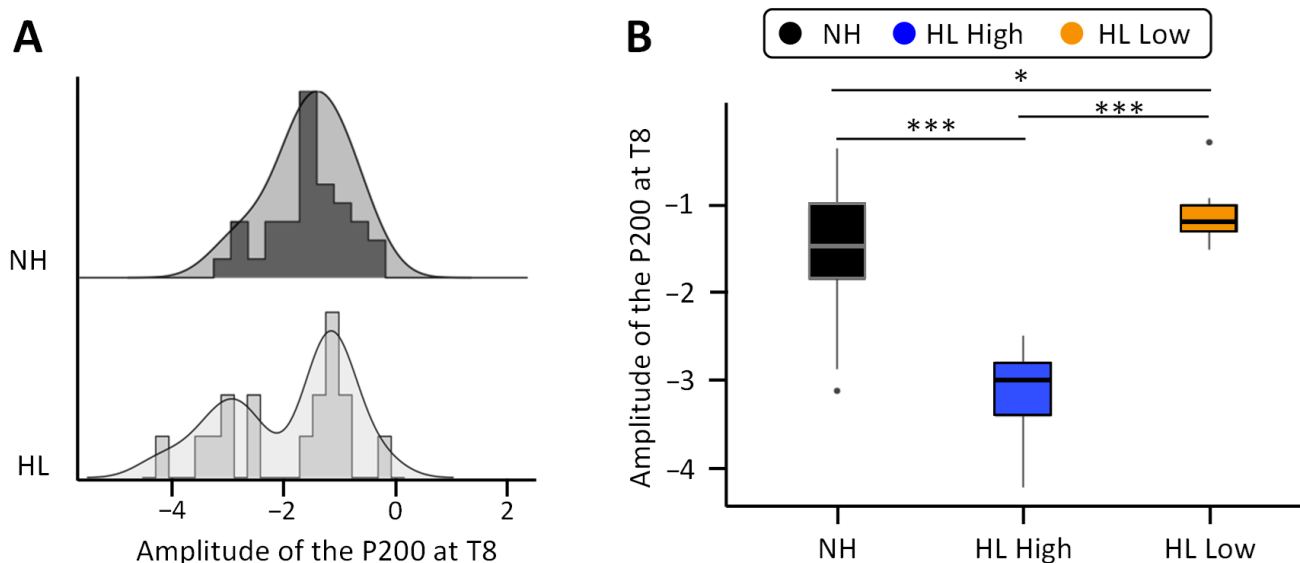 A
NH
HL
−4 −2 0 2
Amplitude of the P200 at T8
B
NH HL High HL Low
*
***
***
Amplitude of the P200 at T8
−1
−2
−3
−4
NH HL High HL Low